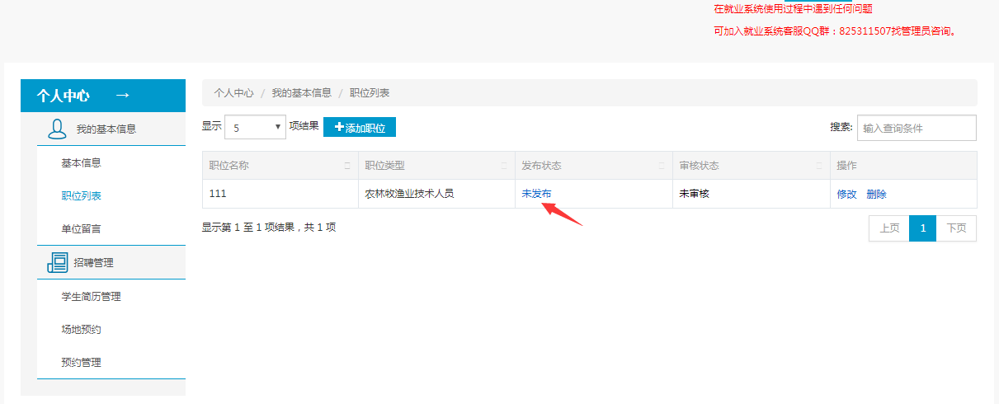 在就业系统使用过程中遇到任何问题
可加入就业系统客服QQ群：825311507找管理员咨询。
个人中心 →
我的基本信息
基本信息
职位列表
单位留言
招聘管理
学生简历管理
场地预约
预约管理
个人中心 / 我的基本信息 / 职位列表
显示 5 项结果 添加职位
搜索: 输入查询条件
职位名称 职位类型 发布状态 审核状态 操作
111 农林牧渔业技术人员 未发布 未审核 修改 删除
显示第 1 至 1 项结果，共 1 项
上页 1 下页